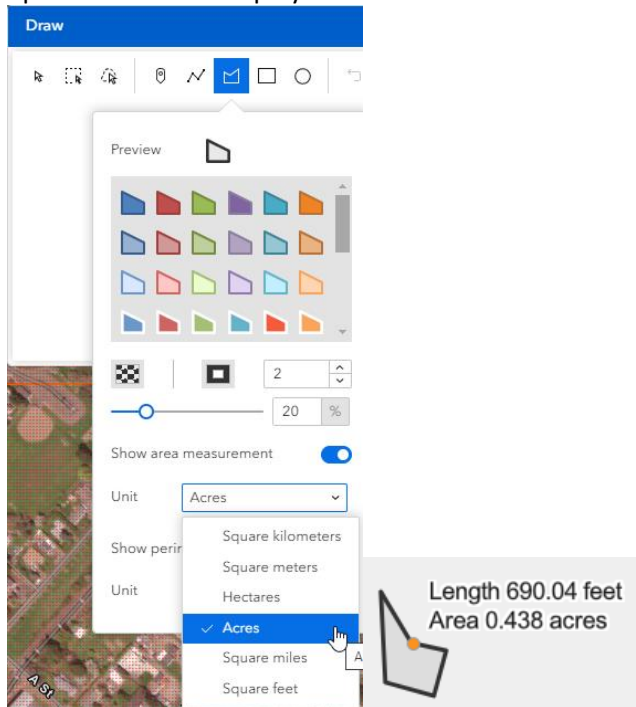 Draw
Preview
2
20 %
Show area measurement
Unit Acres
Square kilometers
Show perir
Square meters
Unit
Hectares
Acres
Square miles
A
Square feet
A St
Length 690.04 feet
Area 0.438 acres